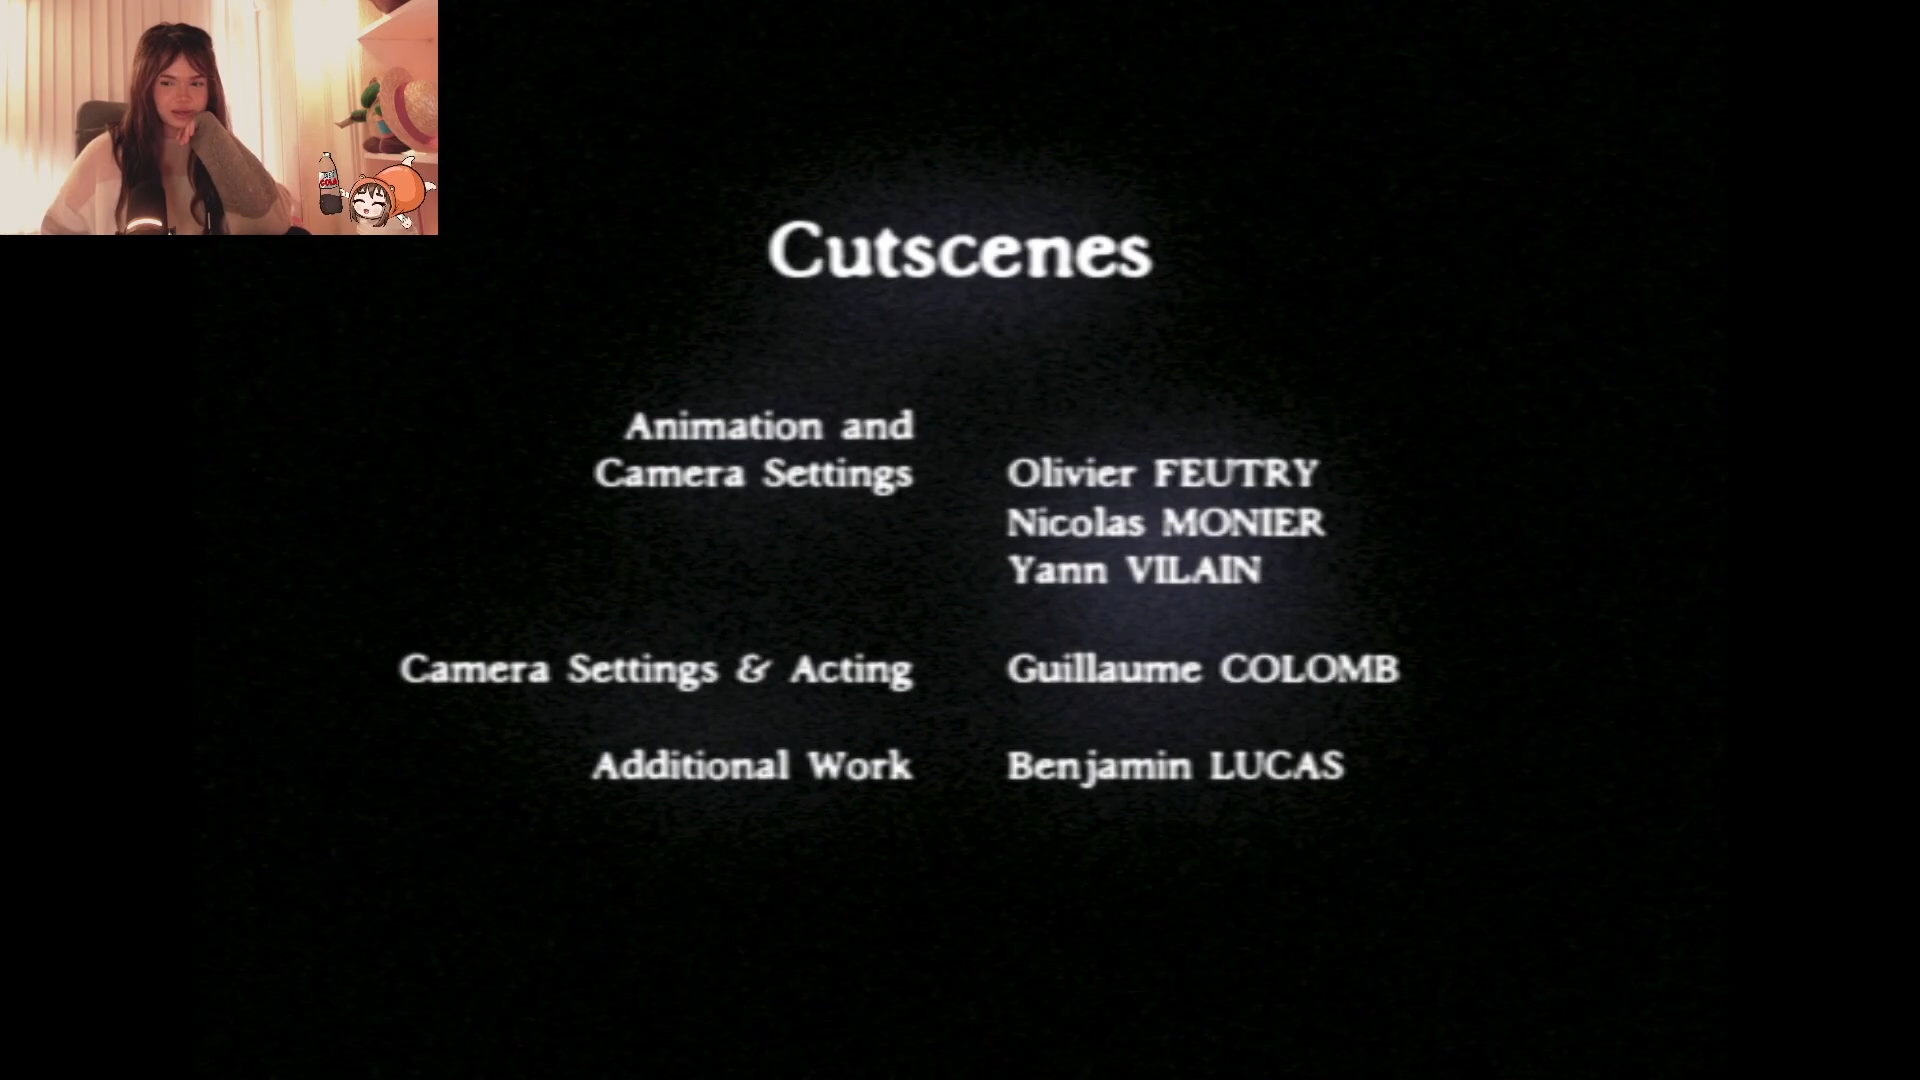 Cutscenes
Animation and
Camera Settings Olivier FEUTRY
Nicolas MONIER
Yann VILAIN
Camera Settings & Acting Guillaume COLOMB
Additional Work Benjamin LUCAS
COLA